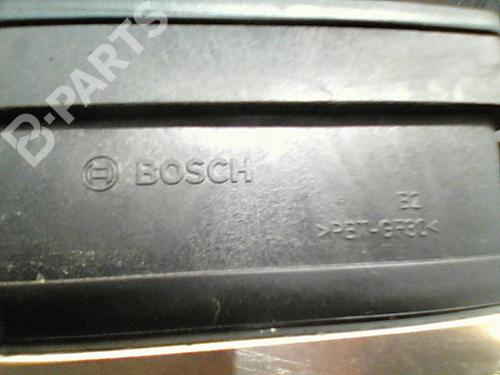 B-PARTS
BOSCH
B2
>PBT-GF30<